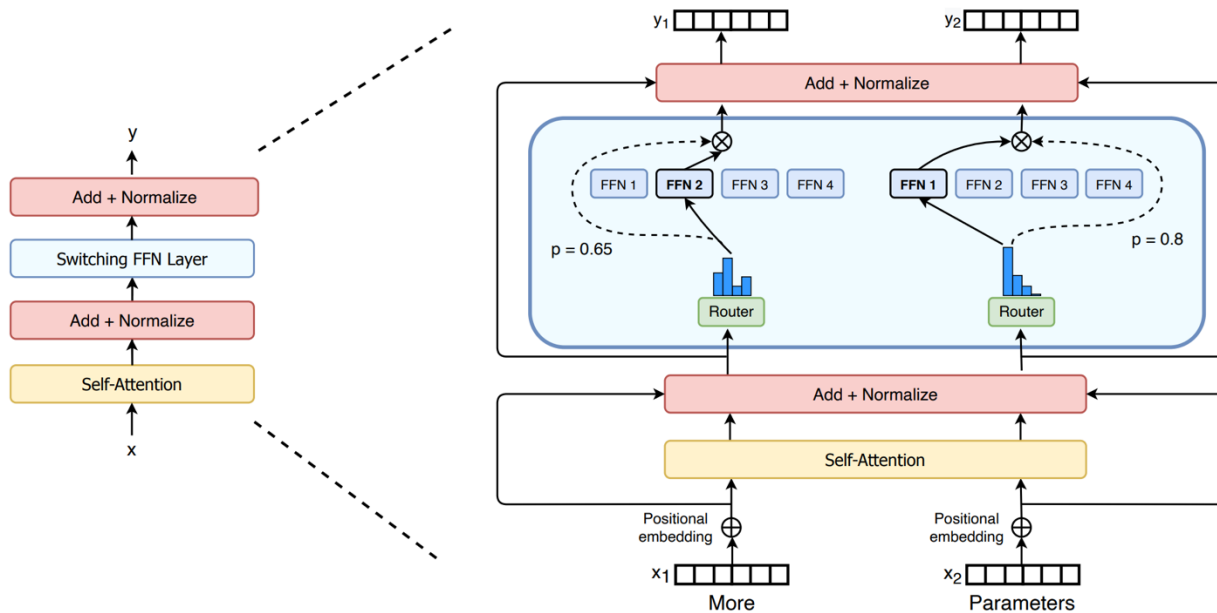 y
Add + Normalize
Switching FFN Layer
Add + Normalize
Self-Attention
x
y1
y2
Add + Normalize
FFN 1 FFN 2 FFN 3 FFN 4
FFN 1 FFN 2 FFN 3 FFN 4
p = 0.65
p = 0.8
Router
Router
Add + Normalize
Self-Attention
Positional
embedding
Positional
embedding
x1
x2
More
Parameters